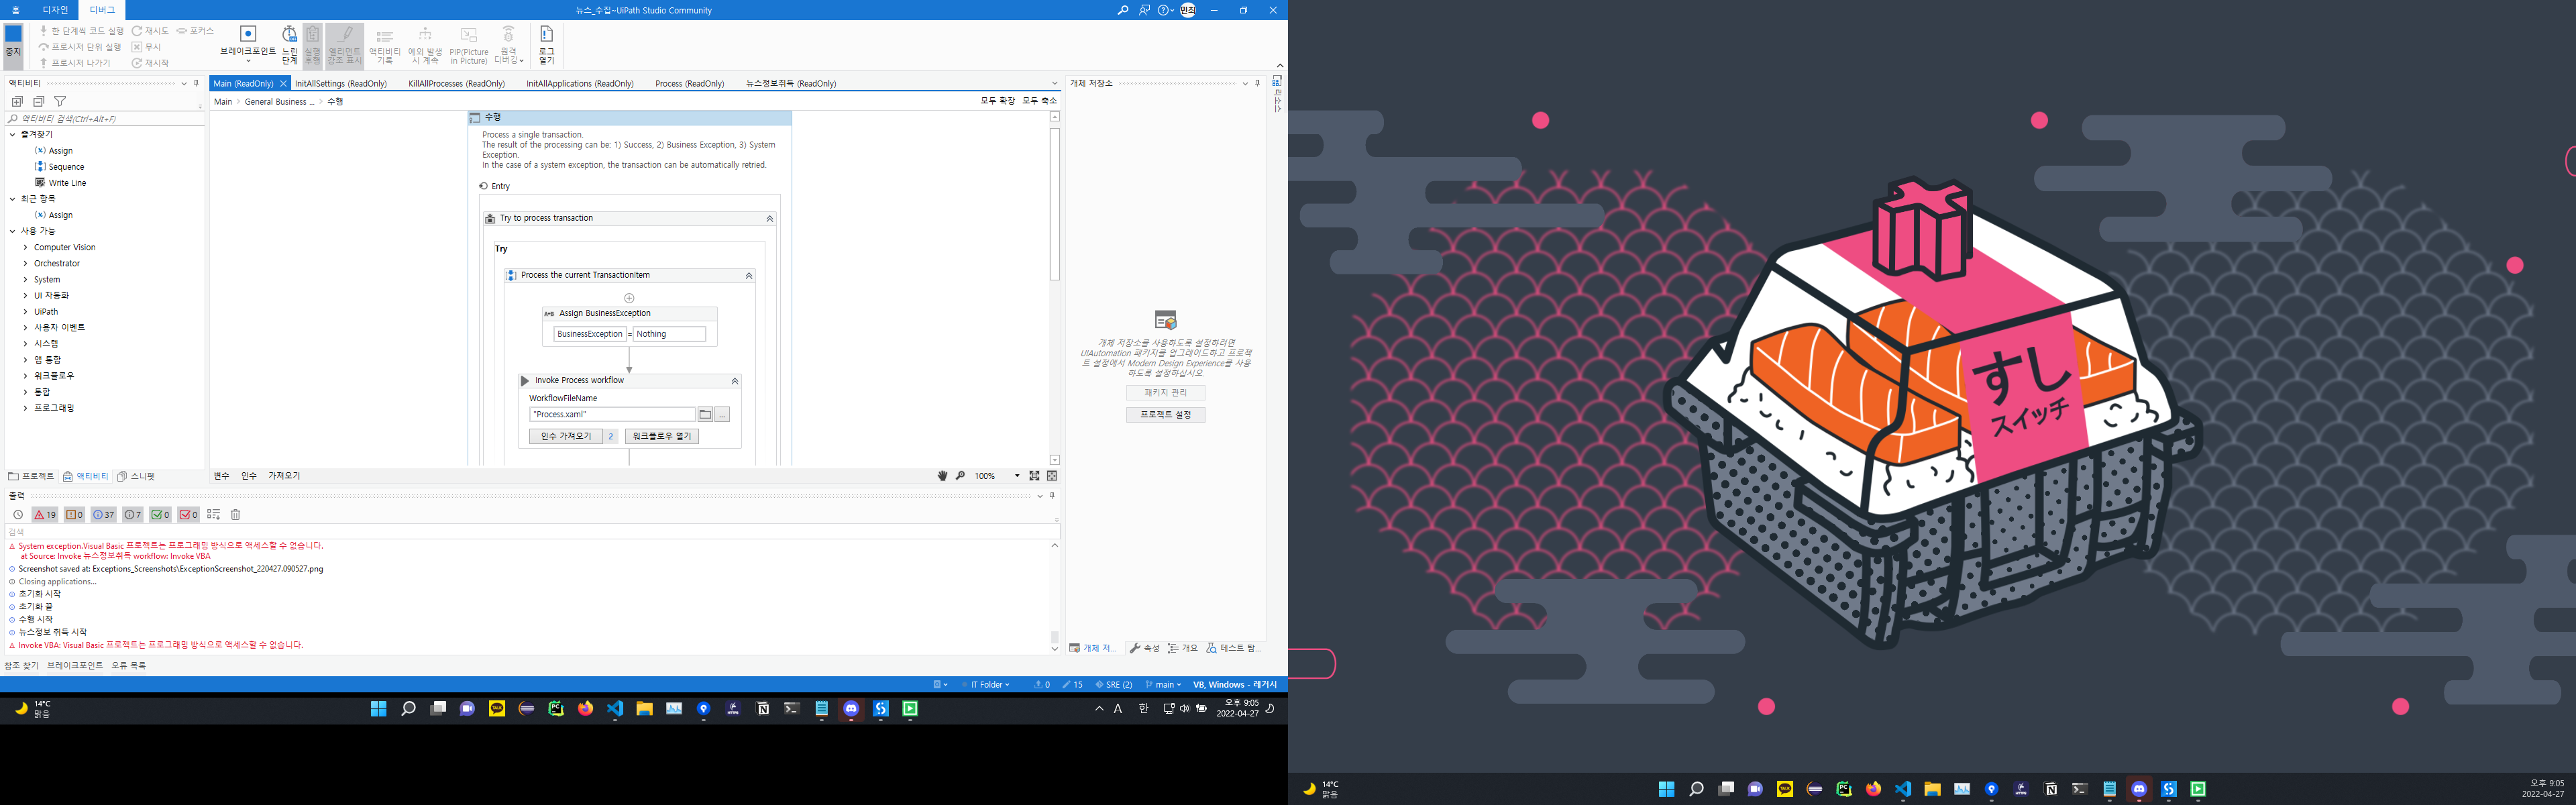 홈 디자인 디버그 뉴스_수집~UiPath Studio Community 민최
중지
한 단계씩 코드 실행 재시도 포커스
프로시저 단위 실행 무시
프로시저 나가기 재시작
브레이크포인트
느린 단계
실행 후행
엘리먼트 강조 표시
액티비티 기록
예외 발생 시 계속
PIP(Picture in Picture)
원격 디버깅
로그 열기
액티비티
Main (ReadOnly) InitAllSettings (ReadOnly) KillAllProcesses (ReadOnly) InitAllApplications (ReadOnly) Process (ReadOnly) 뉴스정보취득 (ReadOnly)
개체 저장소
리소스
Main General Business ... 수행 모두 확장 모두 축소
액티비티 검색(Ctrl+Alt+F)
즐겨찾기
Assign
Sequence
Write Line
최근 항목
Assign
사용 가능
Computer Vision
Orchestrator
System
UI 자동화
UiPath
사용자 이벤트
시스템
앱 통합
워크플로우
통합
프로그래밍
프로젝트 액티비티 스니펫
수행
Process a single transaction.
The result of the processing can be: 1) Success, 2) Business Exception, 3) System
Exception.
In the case of a system exception, the transaction can be automatically retried.
Entry
Try to process transaction
Try
Process the current TransactionItem
A+B Assign BusinessException
BusinessException = Nothing
Invoke Process workflow
WorkflowFileName
"Process.xaml" ...
인수 가져오기 2 워크플로우 열기
변수 인수 가져오기 100%
개체 저장소를 사용하도록 설정하려면
UIAutomation 패키지를 업그레이드하고 프로젝
트 설정에서 Modern Design Experience를 사용
하도록 설정하십시오.
패키지 관리
프로젝트 설정
개체 저... 속성 개요 테스트 탐...
출력
19 0 37 7 0 0
검색
System exception.Visual Basic 프로젝트는 프로그래밍 방식으로 액세스할 수 없습니다.
at Source: Invoke 뉴스정보취득 workflow: Invoke VBA
Screenshot saved at: Exceptions_Screenshots\ExceptionScreenshot_220427.090527.png
Closing applications...
초기화 시작
초기화 끝
수행 시작
뉴스정보 취득 시작
Invoke VBA: Visual Basic 프로젝트는 프로그래밍 방식으로 액세스할 수 없습니다.
참조 찾기 브레이크포인트 오류 목록
IT Folder 0 15 SRE (2) main VB, Windows - 레거시
14°C
맑음
TALK
PC
N
A 한
오후 9:05
2022-04-27
すし
スイッチ
14°C
맑음
TALK
PC
N
오후 9:05
2022-04-27